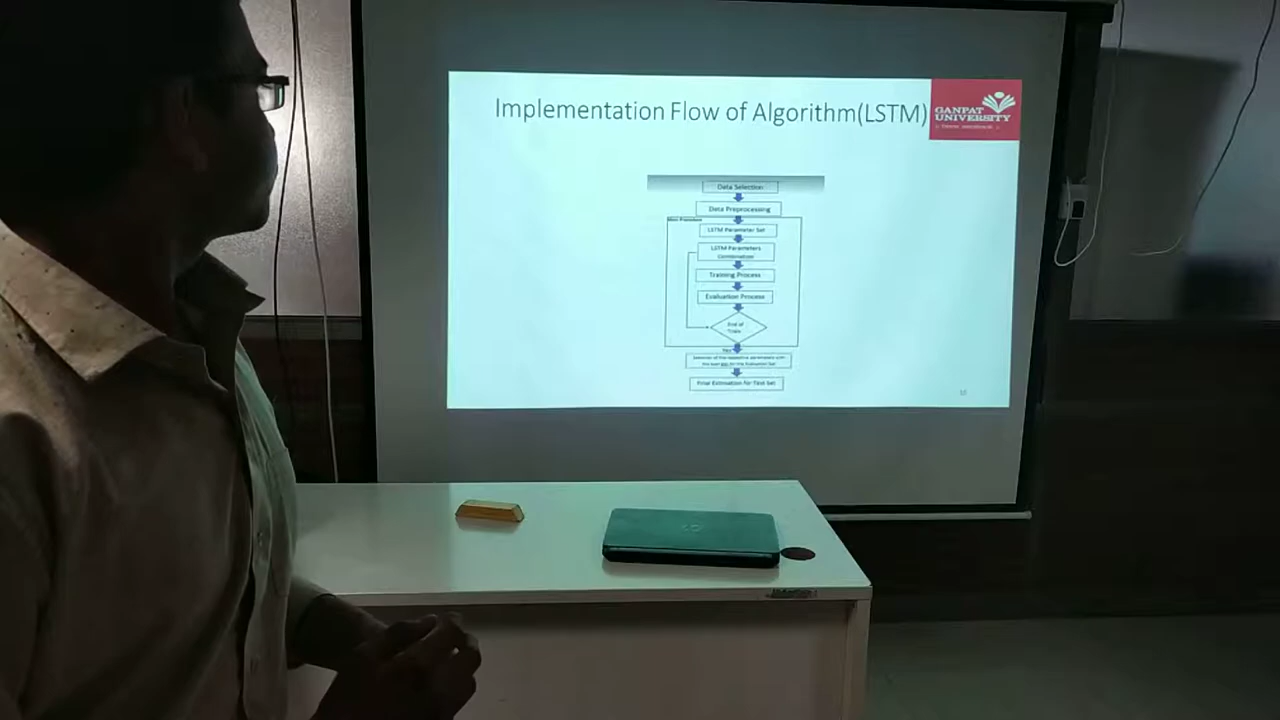 Implementation Flow of Algorithm(LSTM)
GANPAT
UNIVERSITY
Data Selection
Data Preprocessing
LSTM Parameter Set
LSTM Parameters
Combination
Training Process
Evaluation Process
End of
Yes
Final Estimation for Test Set